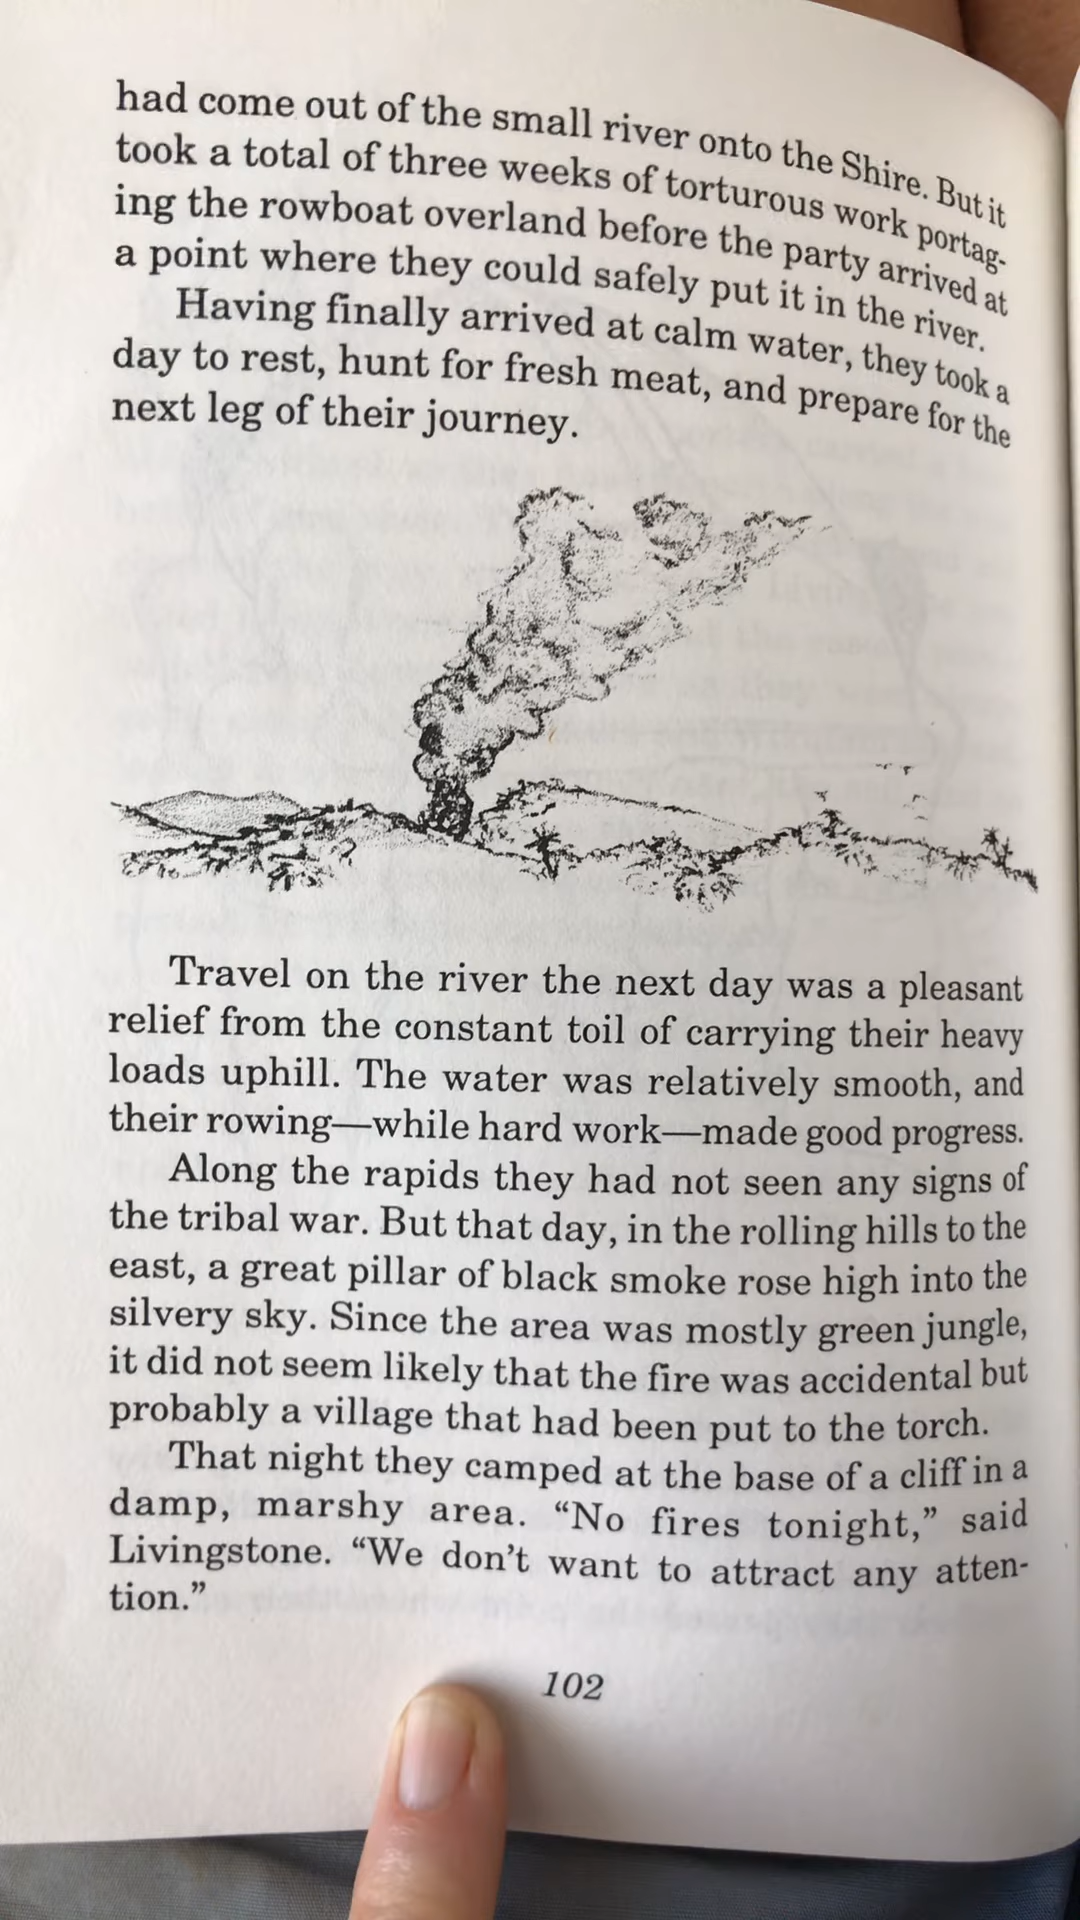 had come out of the small river onto the Shire. But it
took a total of three weeks of torturous work portag-
ing the rowboat overland before the party arrived at
a point where they could safely put it in the river.
Having finally arrived at calm water, they took a
day to rest, hunt for fresh meat, and prepare for the
next leg of their journey.
Travel on the river the next day was a pleasant
relief from the constant toil of carrying their heavy
loads uphill. The water was relatively smooth, and
their rowing—while hard work—made good progress.
Along the rapids they had not seen any signs of
the tribal war. But that day, in the rolling hills to the
east, a great pillar of black smoke rose high into the
silvery sky. Since the area was mostly green jungle,
it did not seem likely that the fire was accidental but
probably a village that had been put to the torch.
That night they camped at the base of a cliff in a
damp, marshy area. “No fires tonight,” said
Livingstone. “We don’t want to attract any atten-
tion.”
102